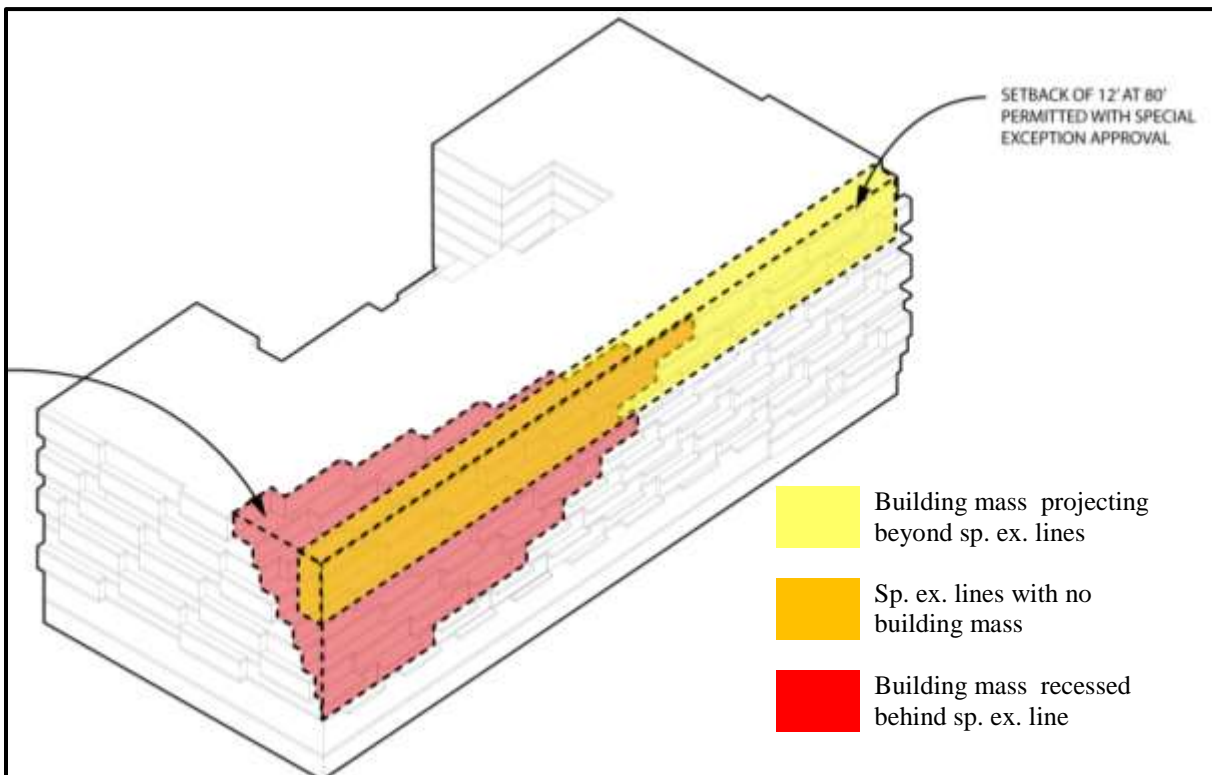 SETBACK OF 12' AT 80'
PERMITTED WITH SPECIAL
EXCEPTION APPROVAL
Building mass projecting
beyond sp. ex. lines
Sp. ex. lines with no
building mass
Building mass recessed
behind sp. ex. line